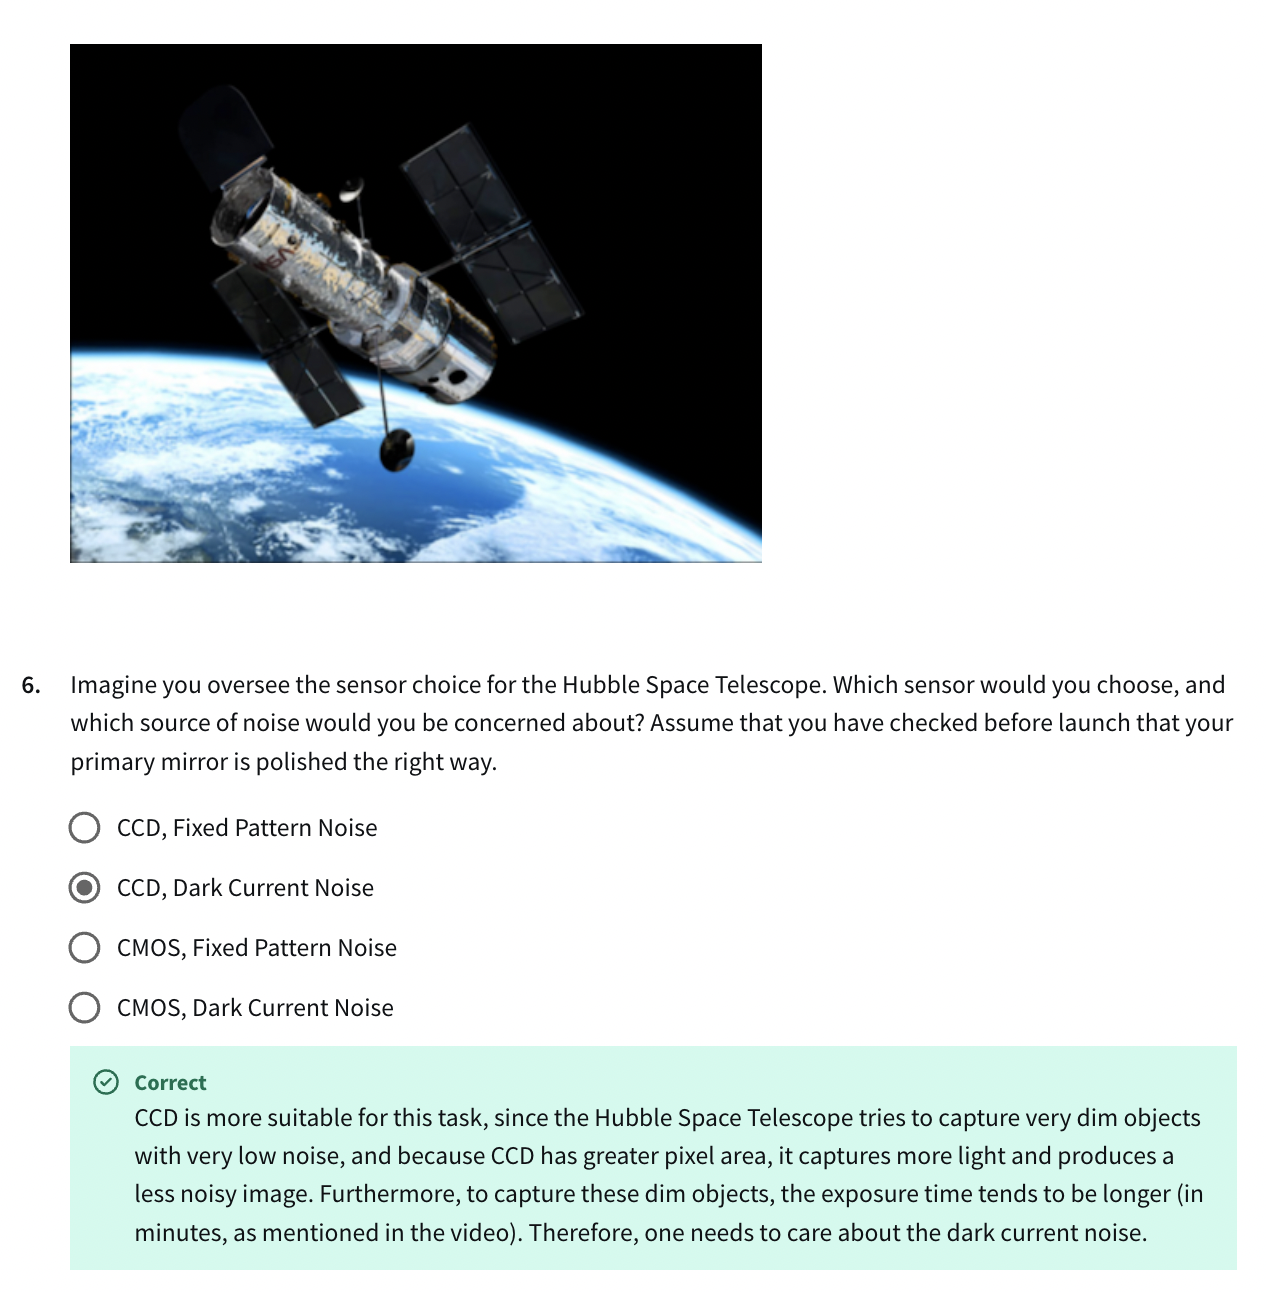 6. Imagine you oversee the sensor choice for the Hubble Space Telescope. Which sensor would you choose, and
which source of noise would you be concerned about? Assume that you have checked before launch that your
primary mirror is polished the right way.
CCD, Fixed Pattern Noise
CCD, Dark Current Noise
CMOS, Fixed Pattern Noise
CMOS, Dark Current Noise
Correct
CCD is more suitable for this task, since the Hubble Space Telescope tries to capture very dim objects
with very low noise, and because CCD has greater pixel area, it captures more light and produces a
less noisy image. Furthermore, to capture these dim objects, the exposure time tends to be longer (in
minutes, as mentioned in the video). Therefore, one needs to care about the dark current noise.